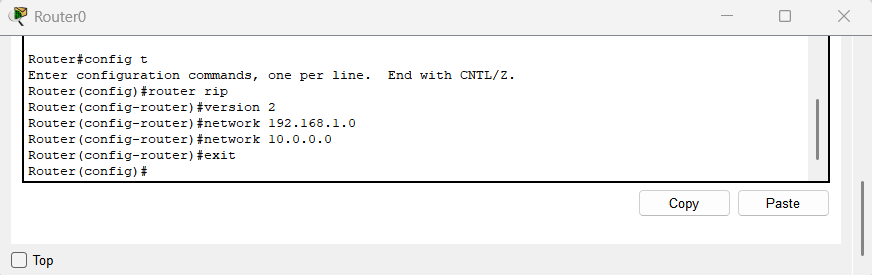 Router0
Router#config t
Enter configuration commands, one per line.  End with CNTL/Z.
Router(config)#router rip
Router(config-router)#version 2
Router(config-router)#network 192.168.1.0
Router(config-router)#network 10.0.0.0
Router(config-router)#exit
Router(config)#
Copy Paste
Top